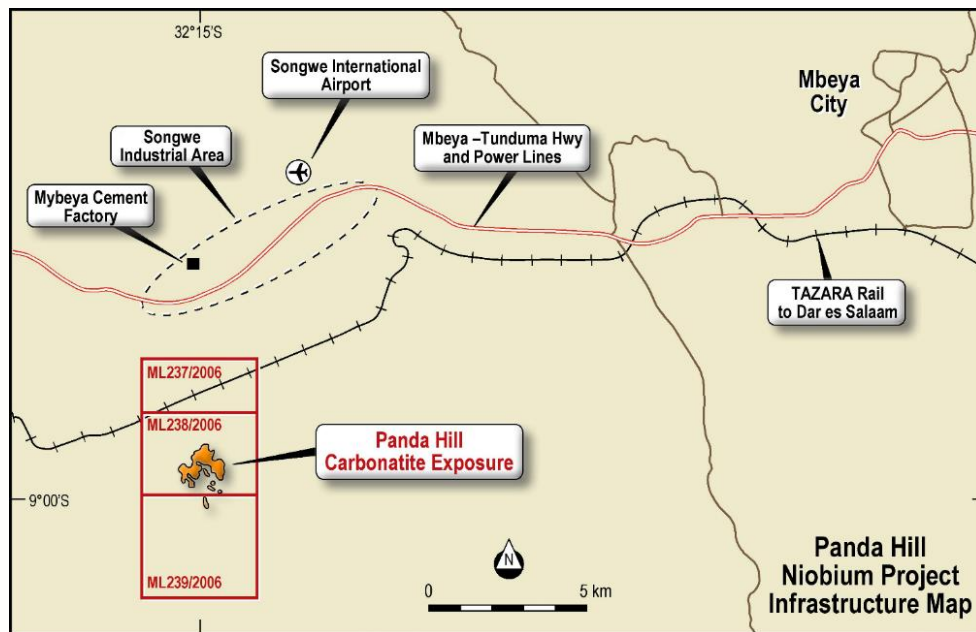 32°15'S
Songwe International
Airport
Mbeya
City
Songwe
Industrial Area
Mbeya –Tunduma Hwy
and Power Lines
Mybeya Cement
Factory
TAZARA Rail
to Dar es Salaam
ML237/2006
ML238/2006
Panda Hill
Carbonatite Exposure
9°00'S
ML239/2006
N
0
5 km
Panda Hill
Niobium Project
Infrastructure Map